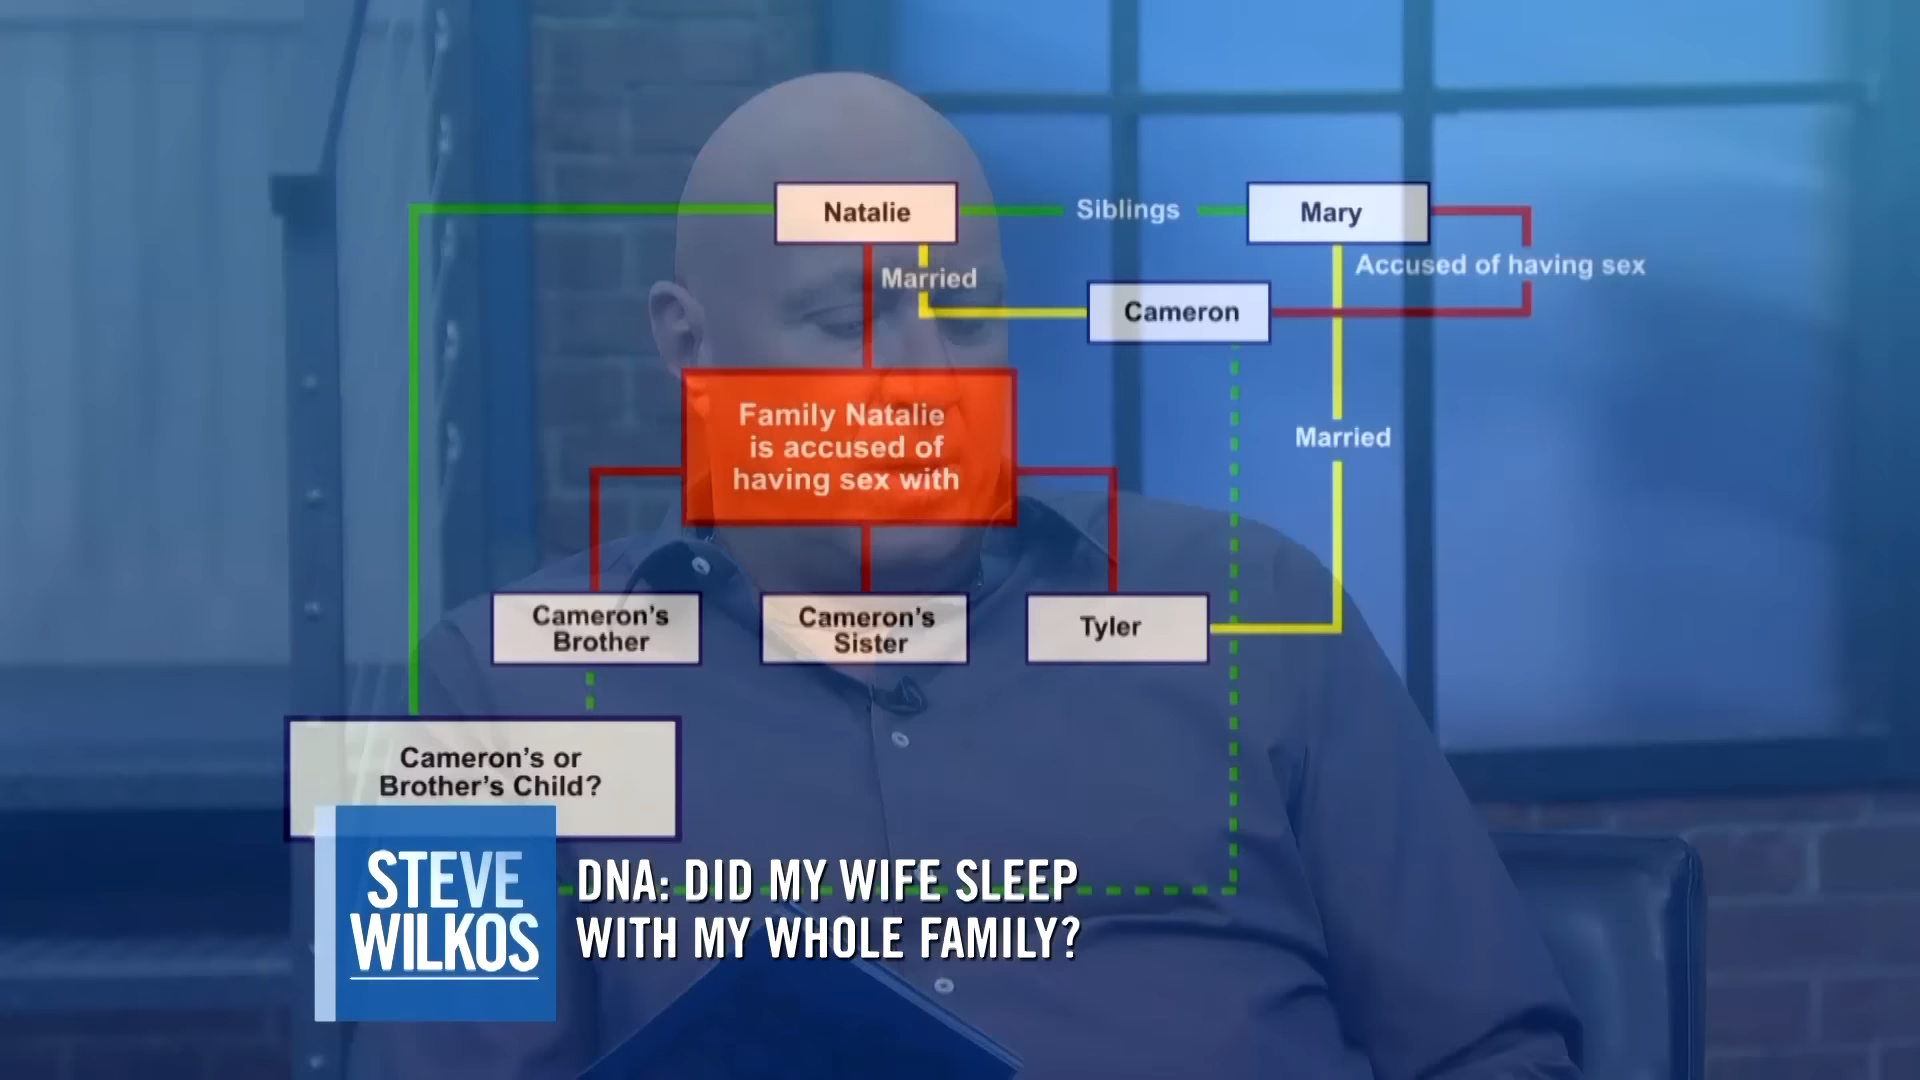 Natalie
Siblings
Mary
Married
Accused of having sex
Cameron
Family Natalie
is accused of
having sex with
Married
Cameron's
Brother
Cameron's
Sister
Tyler
Cameron's or
Brother's Child?
STEVE
WILKOS
DNA: DID MY WIFE SLEEP
WITH MY WHOLE FAMILY?